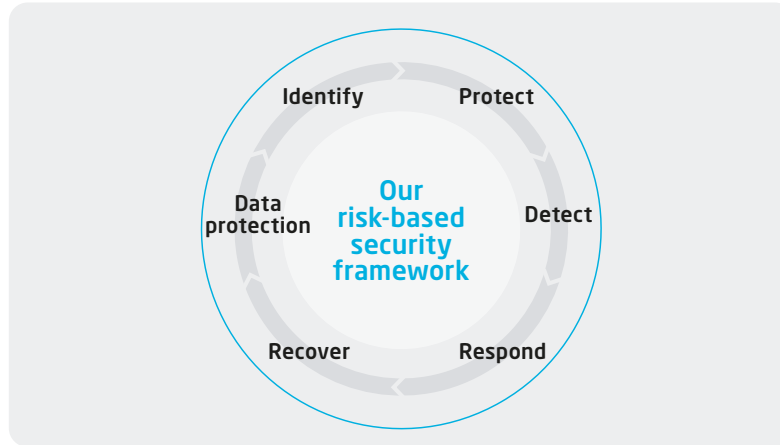 Identify
Protect
Data
protection
Our
risk-based
security
framework
Detect
Recover
Respond